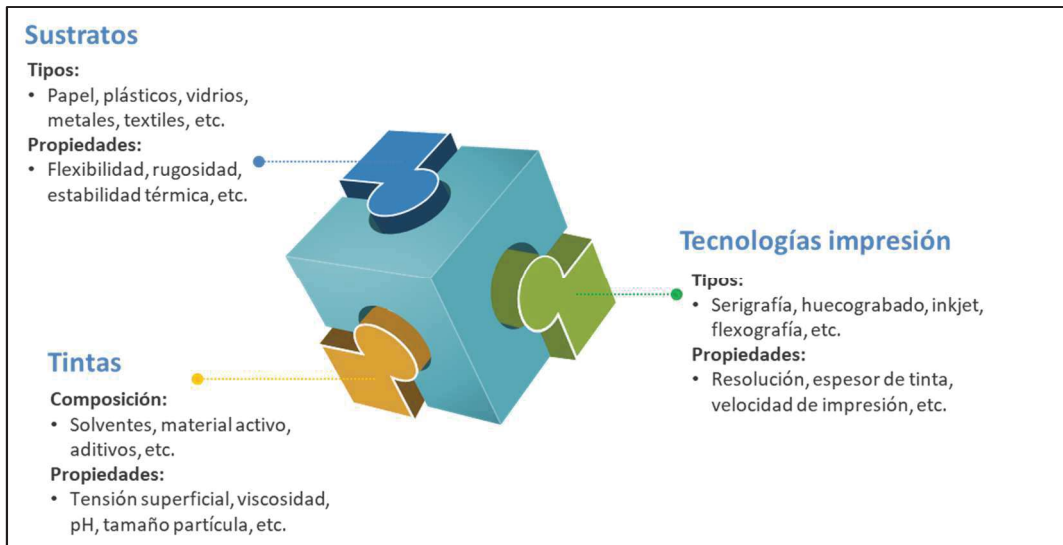 Sustratos
Tipos:
• Papel, plásticos, vidrios,
metales, textiles, etc.
Propiedades:
• Flexibilidad, rugosidad,
estabilidad térmica, etc.
Tecnologías impresión
Tipos:
• Serigrafía, huecograbado, inkjet,
flexografía, etc.
Propiedades:
• Resolución, espesor de tinta,
velocidad de impresión, etc.
Tintas
Composición:
• Solventes, material activo,
aditivos, etc.
Propiedades:
• Tensión superficial, viscosidad,
pH, tamaño partícula, etc.